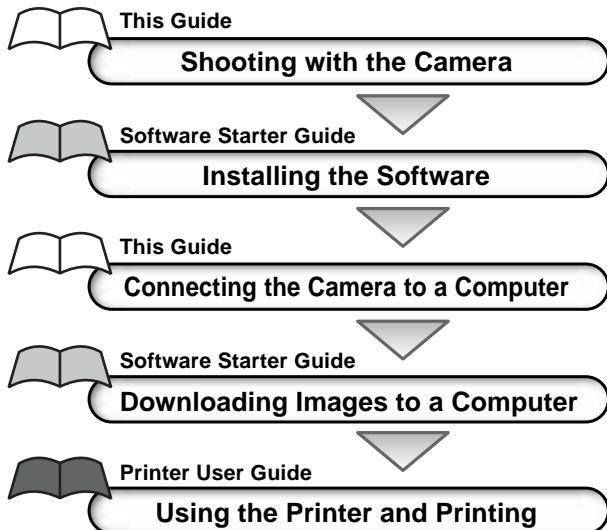 This Guide
Shooting with the Camera
Software Starter Guide
Installing the Software
This Guide
Connecting the Camera to a Computer
Software Starter Guide
Downloading Images to a Computer
Printer User Guide
Using the Printer and Printing